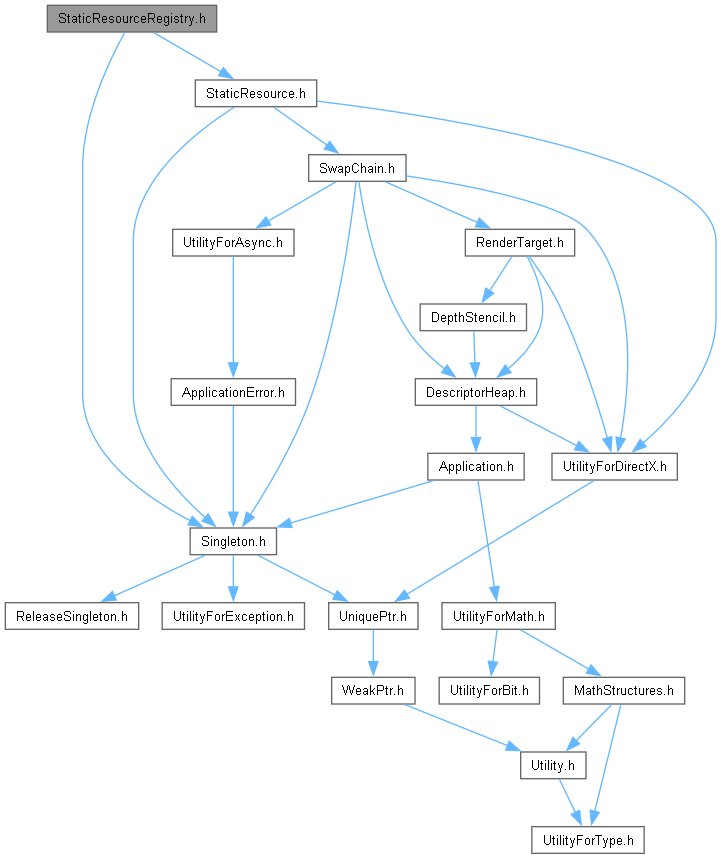 StaticResourceRegistry.h
StaticResource.h
SwapChain.h
UtilityForAsync.h
RenderTarget.h
DepthStencil.h
ApplicationError.h
DescriptorHeap.h
Application.h
UtilityForDirectX.h
Singleton.h
ReleaseSingleton.h
UtilityForException.h
UniquePtr.h
UtilityForMath.h
WeakPtr.h
UtilityForBit.h
MathStructures.h
Utility.h
UtilityForType.h